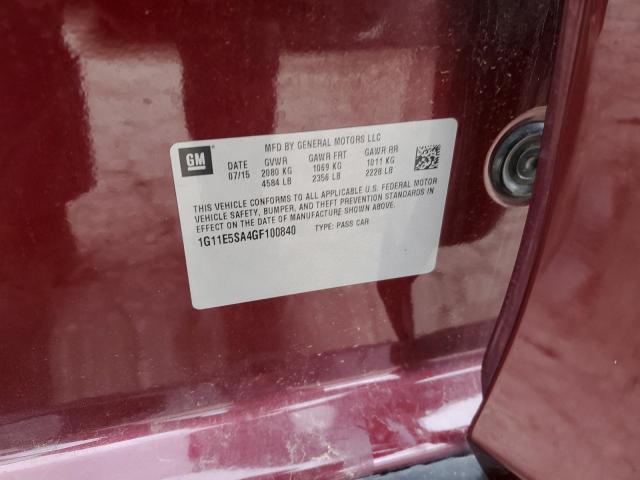 MFD BY GENERAL MOTORS LLC
GM
DATE GVWR GAWR FRT GAWR RR
07/15 2080 KG 1069 KG 1011 KG
4584 LB 2356 LB 2228 LB
THIS VEHICLE CONFORMS TO ALL APPLICABLE U.S. FEDERAL MOTOR
VEHICLE SAFETY, BUMPER, AND THEFT PREVENTION STANDARDS IN
EFFECT ON THE DATE OF MANUFACTURE SHOWN ABOVE.
1G11E5SA4GF100840 TYPE: PASS CAR